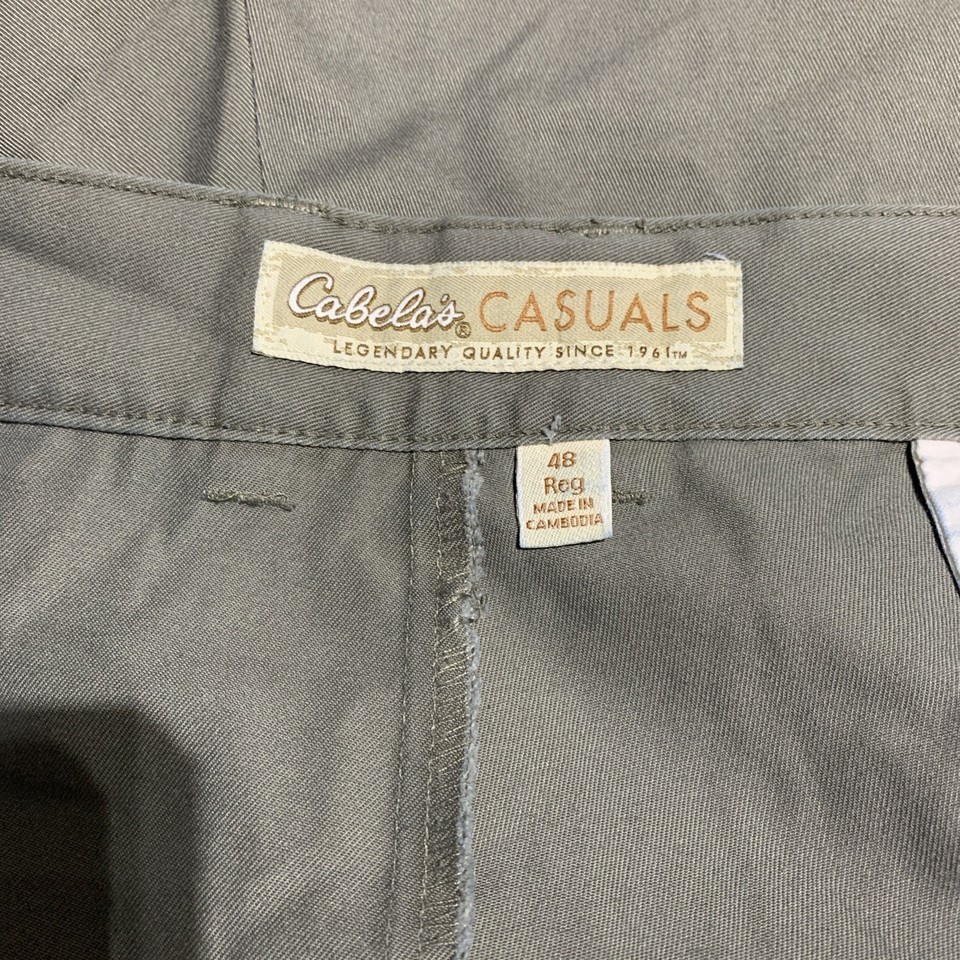 Cabela's® CASUALS
LEGENDARY QUALITY SINCE 1961™
48
Reg
MADE IN
CAMBODIA